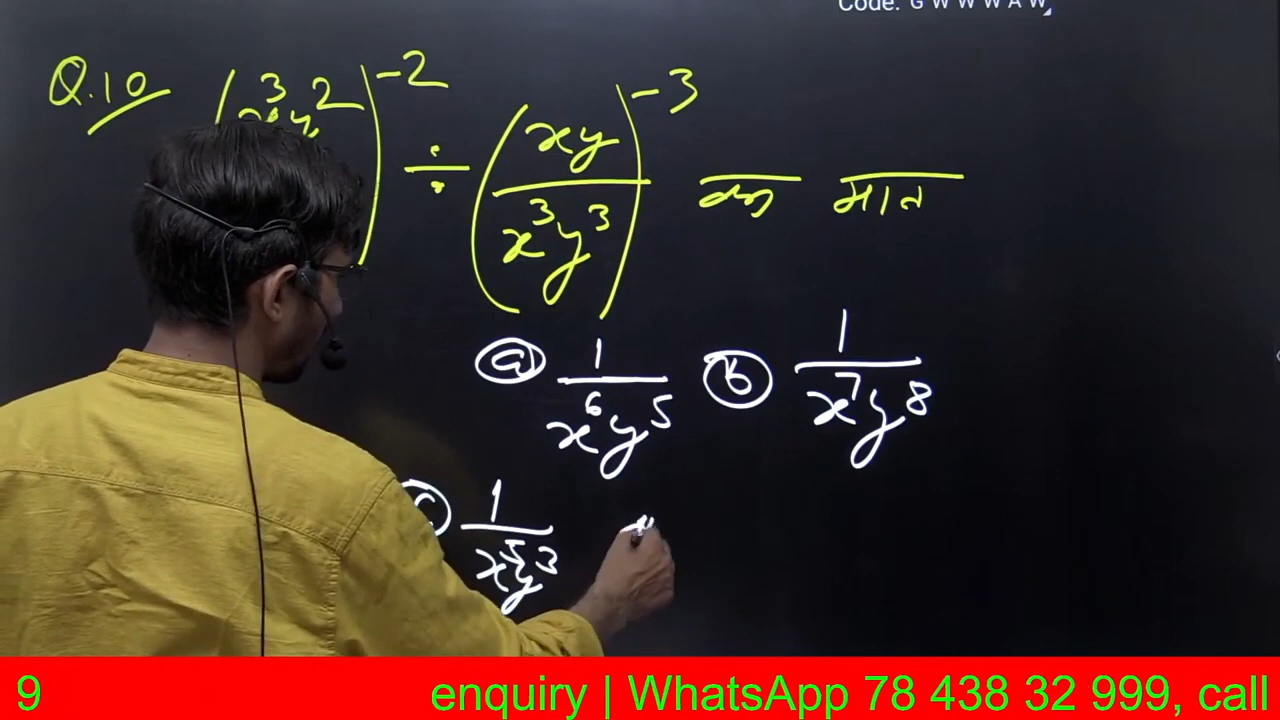 Code: G W W W A W
Q.10 ( x³y² )⁻² ÷ ( xy / x³y³ )⁻³ का मान
(a) 1 / x⁶y⁵ (b) 1 / x⁷y⁸
(c) 1 / x⁵y³
9 enquiry | WhatsApp 78 438 32 999, call